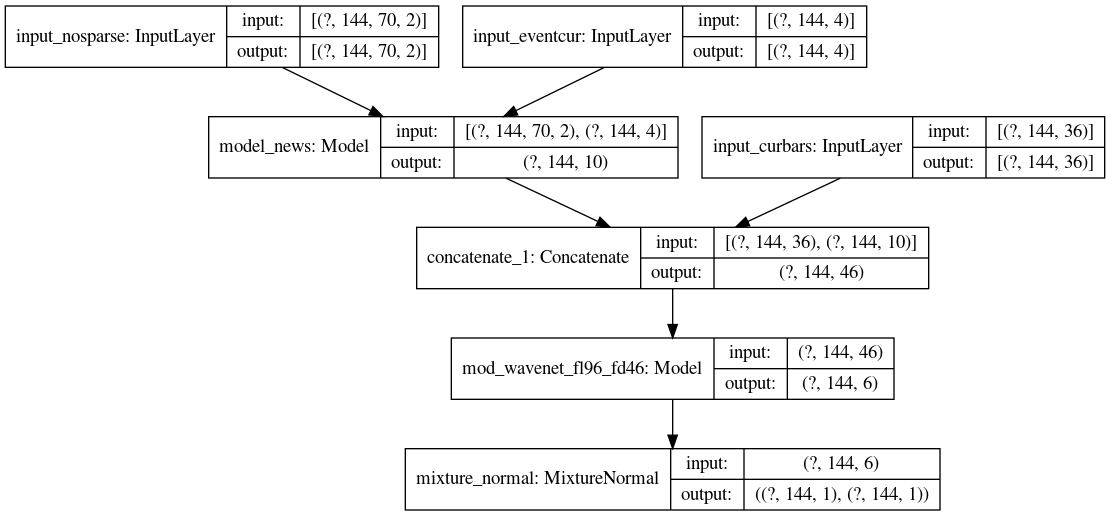 input_nosparse: InputLayer
input: [(?, 144, 70, 2)]
output: [(?, 144, 70, 2)]
input_eventcur: InputLayer
input: [(?, 144, 4)]
output: [(?, 144, 4)]
model_news: Model
input: [(?, 144, 70, 2), (?, 144, 4)]
output: (?, 144, 10)
input_curbars: InputLayer
input: [(?, 144, 36)]
output: [(?, 144, 36)]
concatenate_1: Concatenate
input: [(?, 144, 36), (?, 144, 10)]
output: (?, 144, 46)
mod_wavenet_fl96_fd46: Model
input: (?, 144, 46)
output: (?, 144, 6)
mixture_normal: MixtureNormal
input: (?, 144, 6)
output: ((?, 144, 1), (?, 144, 1))